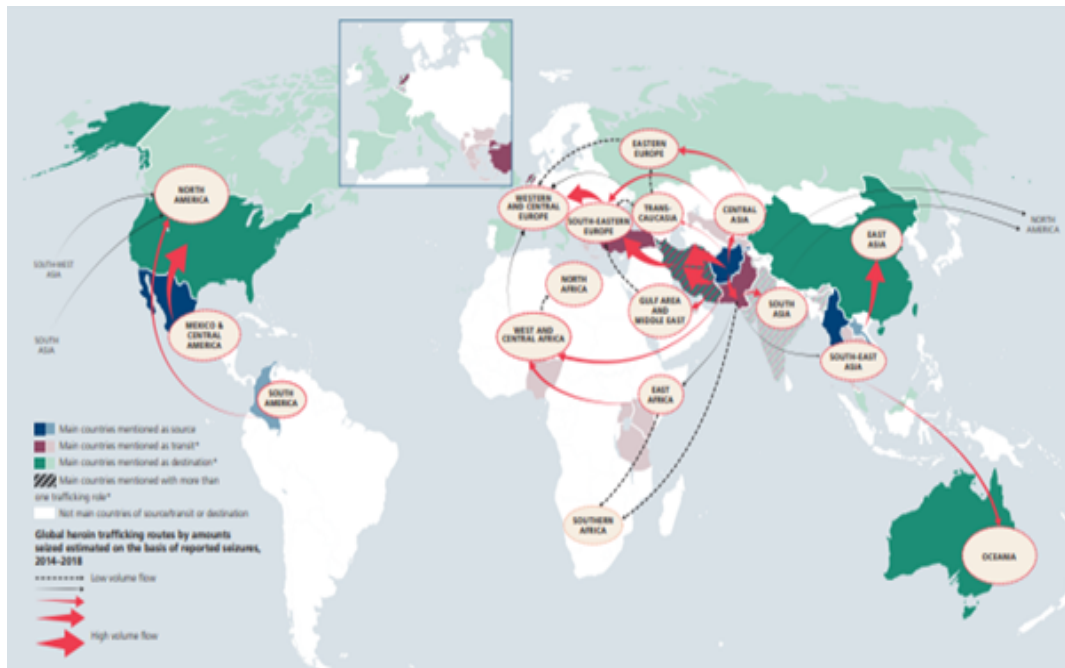 EASTERN
EUROPE
NORTH
AMERICA
WESTERN
AND CENTRAL
EUROPE
TRANS-
CAUCASIA
CENTRAL
ASIA
SOUTH-EASTERN
EUROPE
EAST
ASIA
NORTH
AMERICA
SOUTH-WEST
ASIA
NORTH
AFRICA
GULF AREA
AND
MIDDLE EAST
SOUTH
ASIA
MEXICO &
CENTRAL
AMERICA
WEST AND
CENTRAL AFRICA
SOUTH
ASIA
SOUTH-EAST
ASIA
SOUTH
AMERICA
EAST
AFRICA
Main countries mentioned as source
Main countries mentioned as transit*
Main countries mentioned as destination*
Main countries mentioned with more than
one trafficking role*
Not main countries of source/transit or destination
SOUTHERN
AFRICA
OCEANIA
Global heroin trafficking routes by amounts
seized estimated on the basis of reported seizures,
2014–2018
Low volume flow
High volume flow